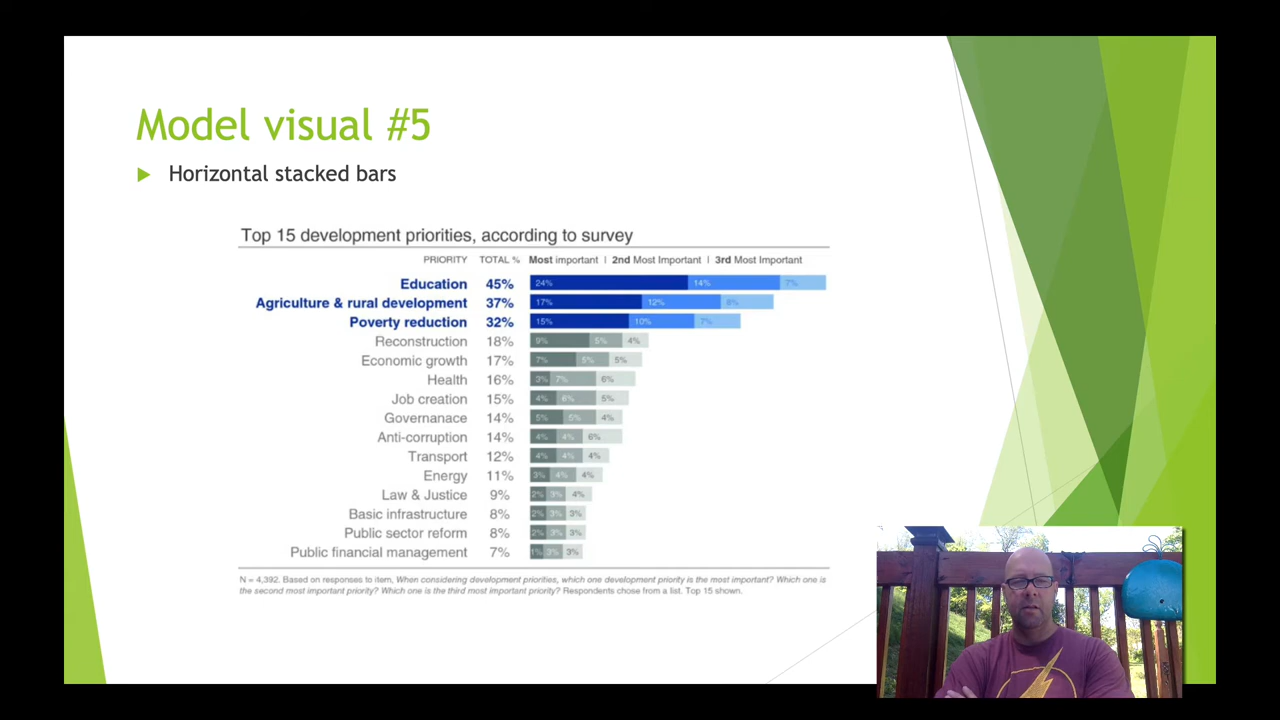 Model visual #5
Horizontal stacked bars
Top 15 development priorities, according to survey
PRIORITY TOTAL % Most important | 2nd Most Important | 3rd Most Important
Education 45% 24% 14% 7%
Agriculture & rural development 37% 17% 12% 8%
Poverty reduction 32% 15% 10% 7%
Reconstruction 18% 9% 5% 4%
Economic growth 17% 7% 5% 5%
Health 16% 3% 7% 6%
Job creation 15% 4% 6% 5%
Governanace 14% 5% 5% 4%
Anti-corruption 14% 4% 4% 6%
Transport 12% 4% 4% 4%
Energy 11% 3% 4% 4%
Law & Justice 9% 2% 3% 4%
Basic infrastructure 8% 2% 3% 3%
Public sector reform 8% 2% 3% 3%
Public financial management 7% 1% 3% 3%
N = 4,392. Based on responses to item, When considering development priorities, which one development priority is the most important? Which one is
the second most important priority? Which one is the third most important priority? Respondents chose from a list. Top 15 shown.